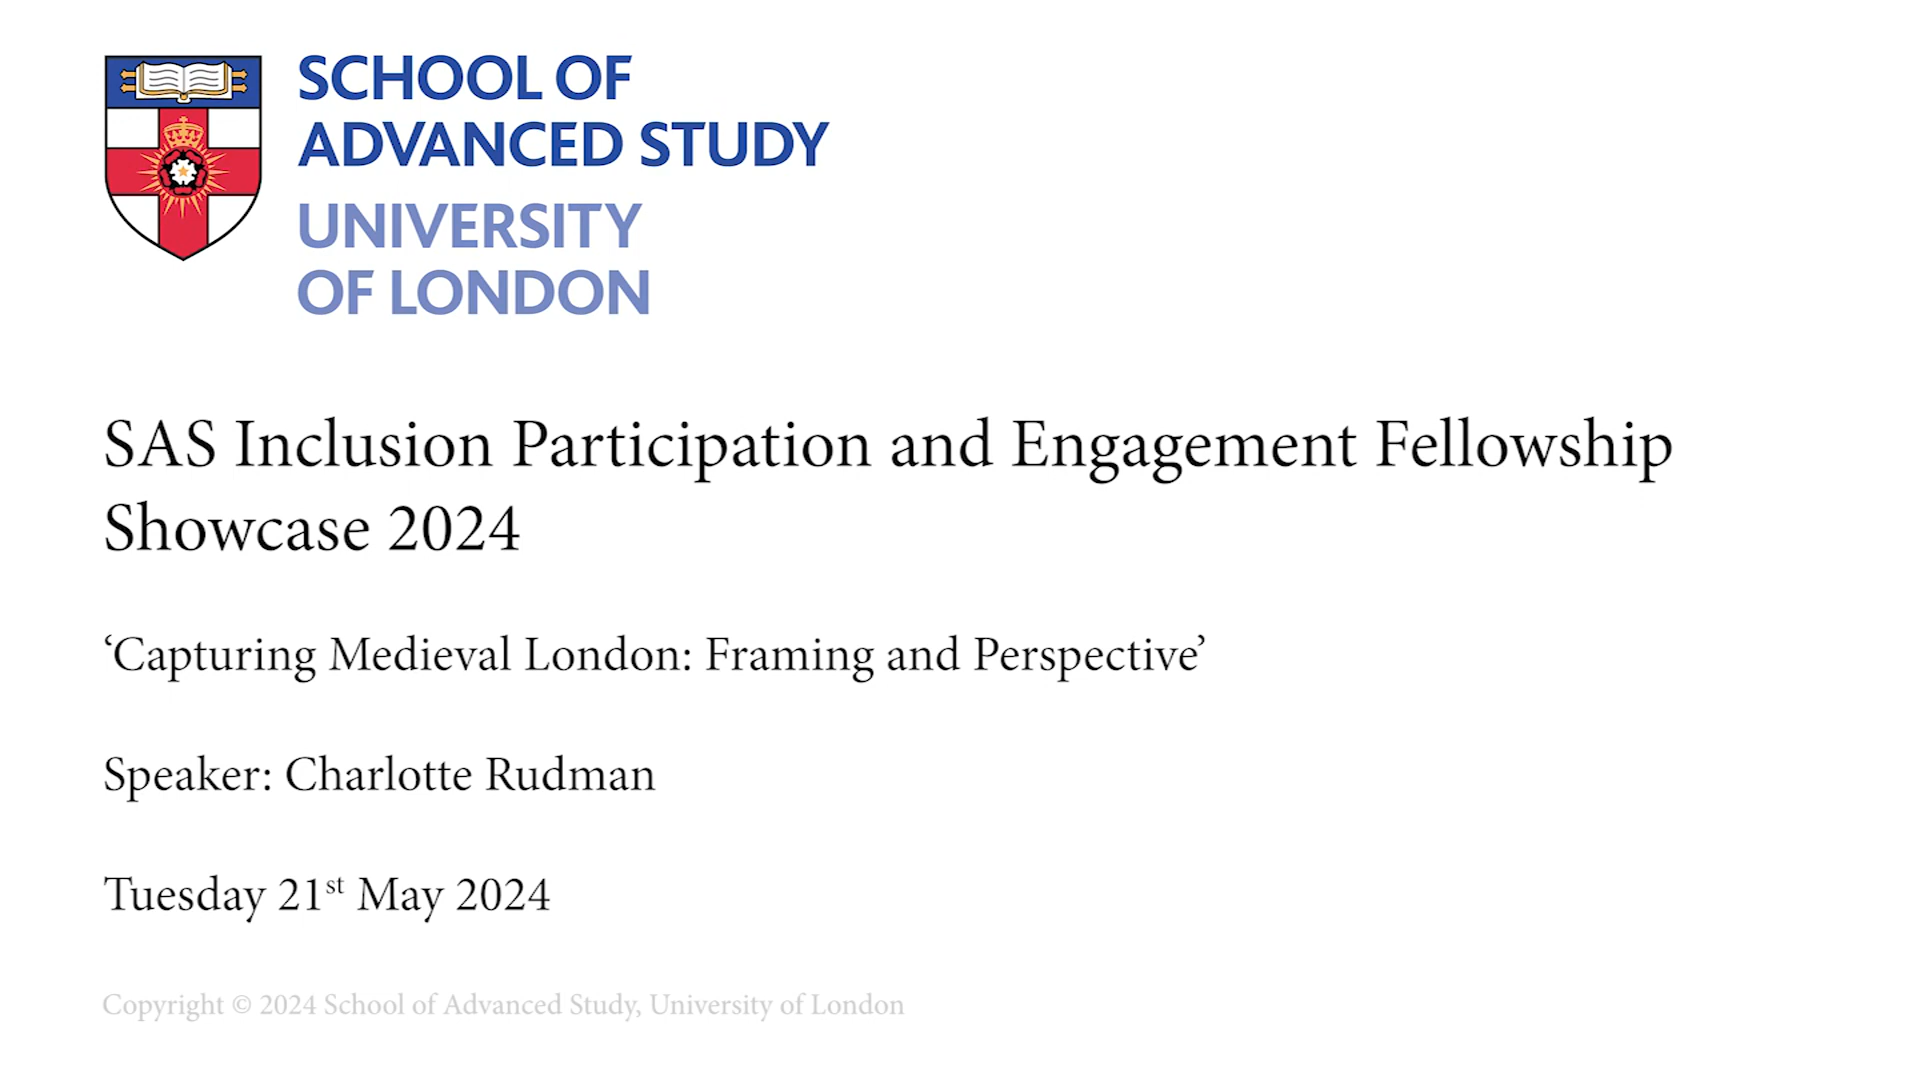 SCHOOL OF
ADVANCED STUDY
UNIVERSITY
OF LONDON
SAS Inclusion Participation and Engagement Fellowship
Showcase 2024
‘Capturing Medieval London: Framing and Perspective’
Speaker: Charlotte Rudman
Tuesday 21st May 2024
Copyright © 2024 School of Advanced Study, University of London